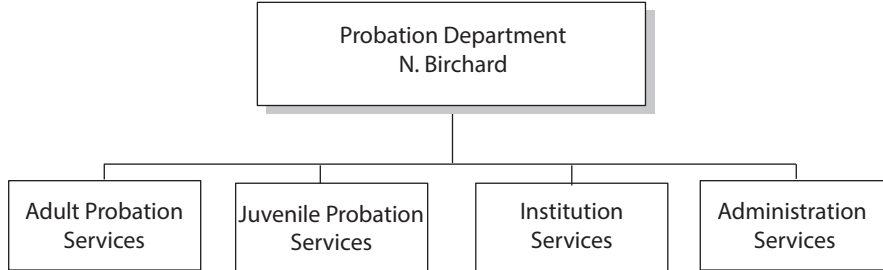 Probation Department
N. Birchard
Adult Probation
Services
Juvenile Probation
Services
Institution
Services
Administration
Services